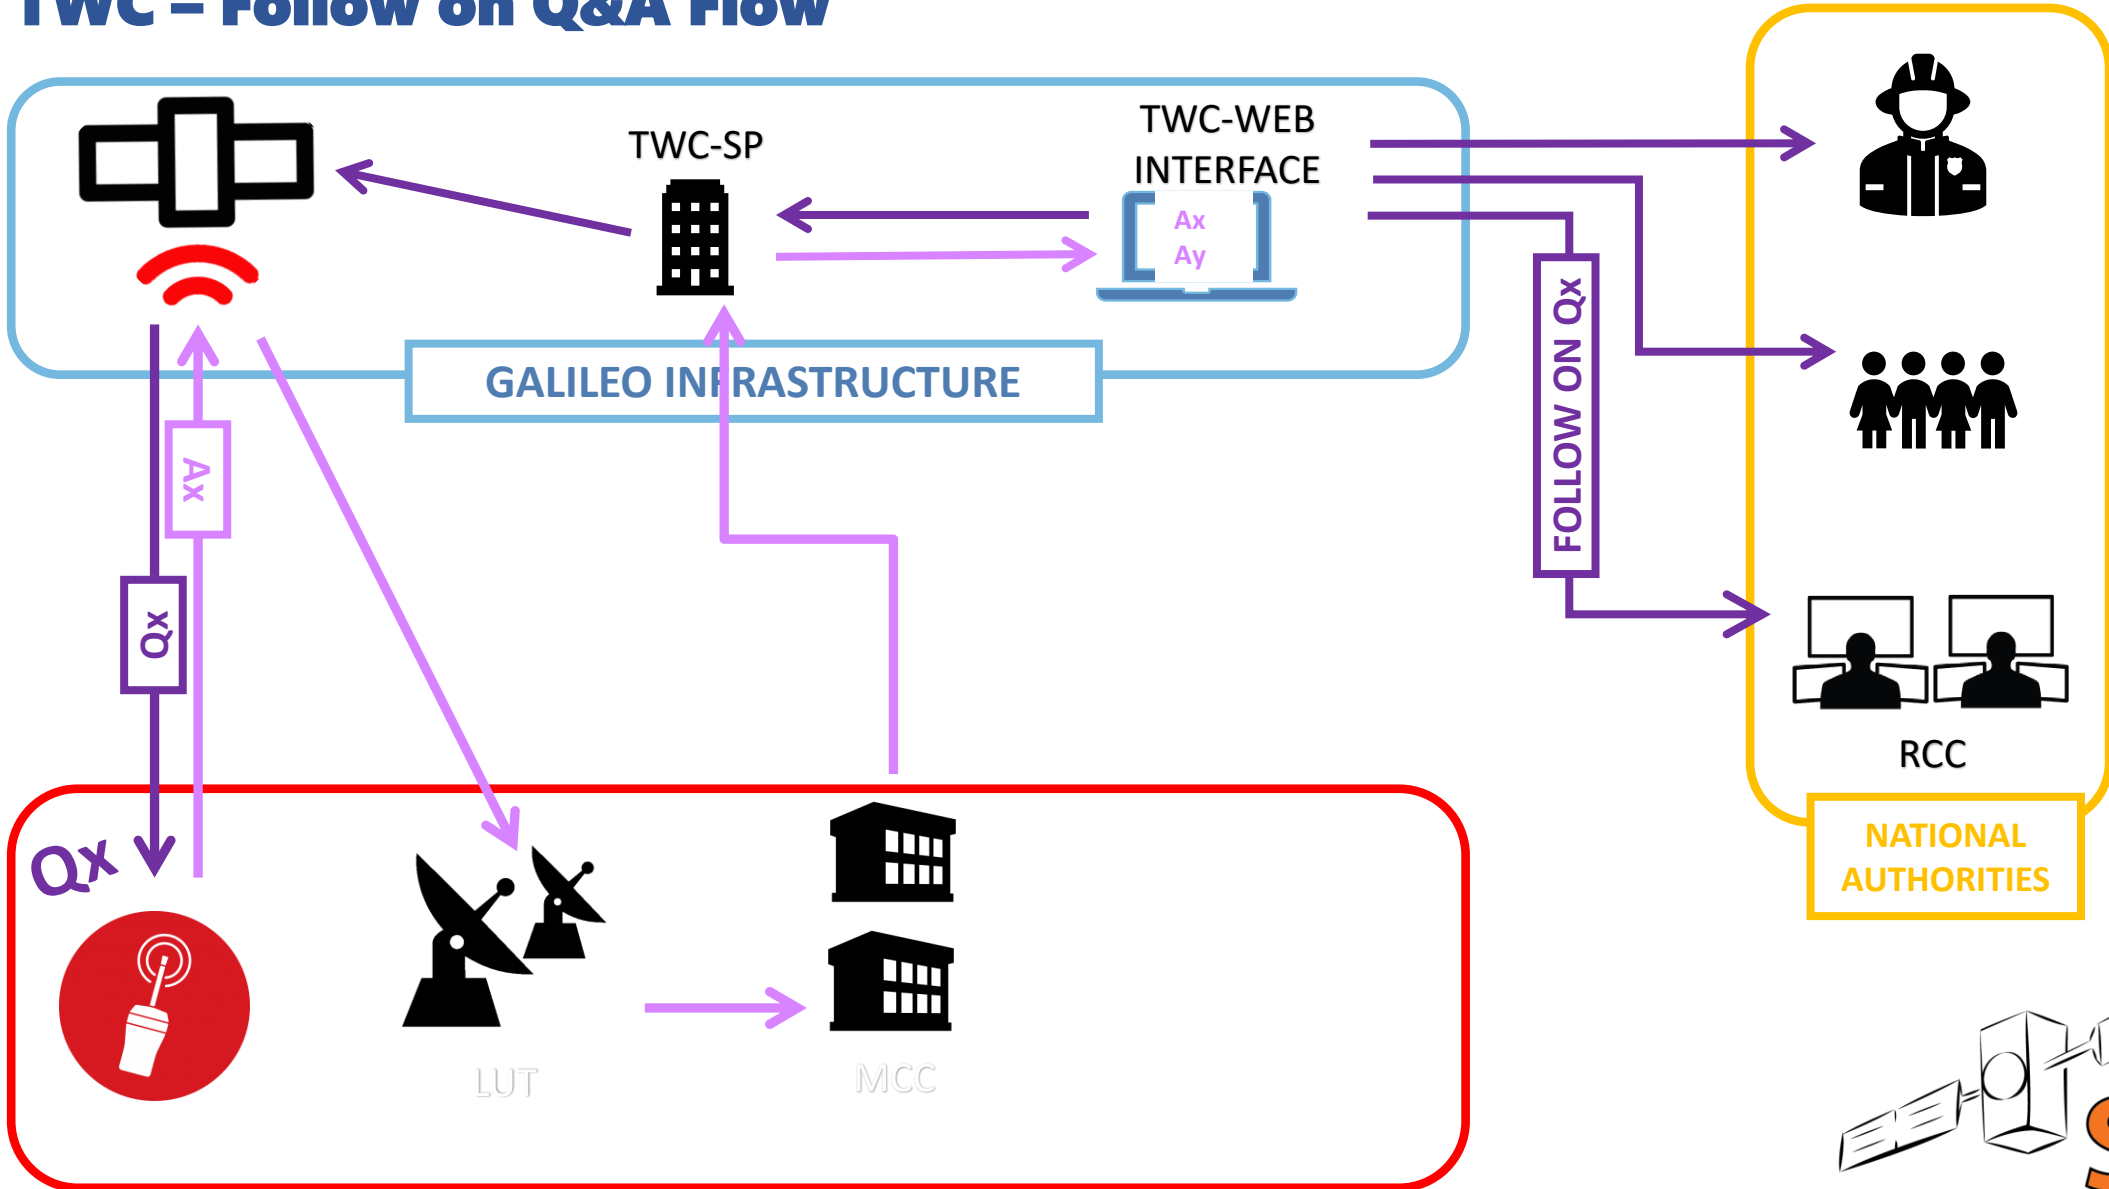 TWC – Follow on Q&A Flow
TWC-SP
TWC-WEB
INTERFACE
Ax
Ay
GALILEO INFRASTRUCTURE
FOLLOW ON Qx
Ax
Qx
Qx
LUT
MCC
RCC
NATIONAL
AUTHORITIES